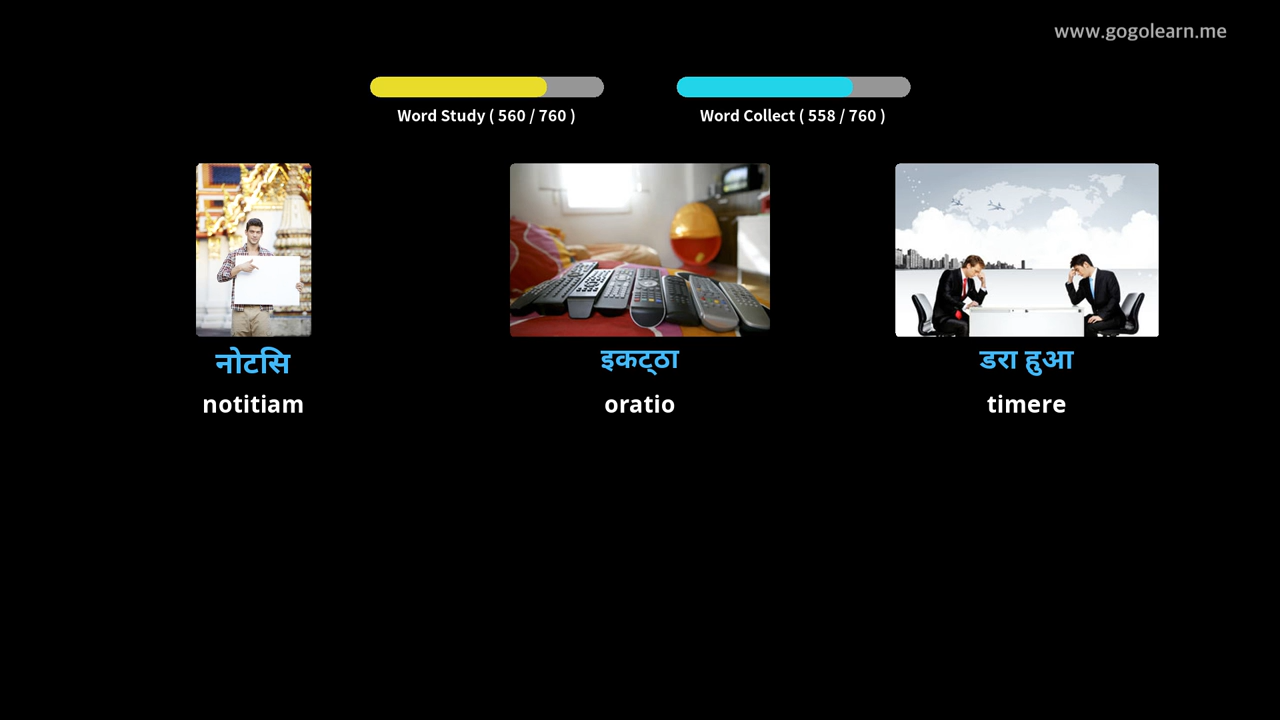 www.gogolearn.me
Word Study ( 560 / 760 )
Word Collect ( 558 / 760 )
नोटिस
इकट्ठा
डरा हुआ
notitiam
oratio
timere